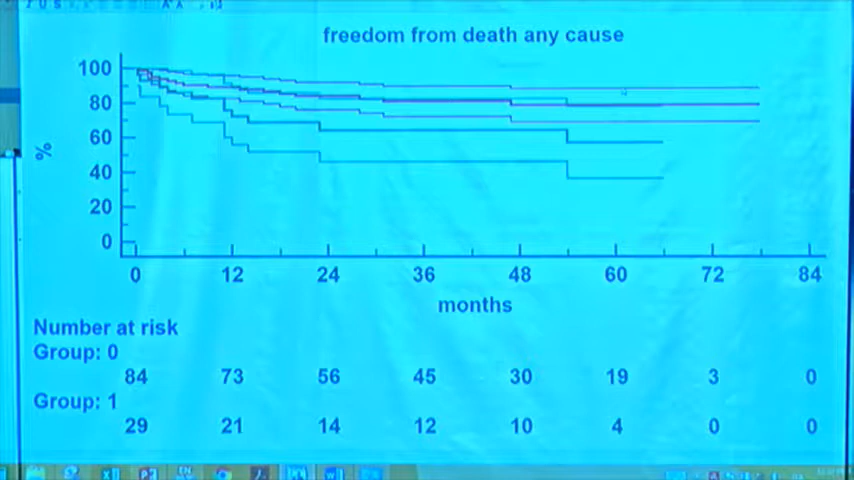 freedom from death any cause
100
80
60
40
20
0
%
0 12 24 36 48 60 72 84
months
Number at risk
Group: 0
84 73 56 45 30 19 3 0
Group: 1
29 21 14 12 10 4 0 0